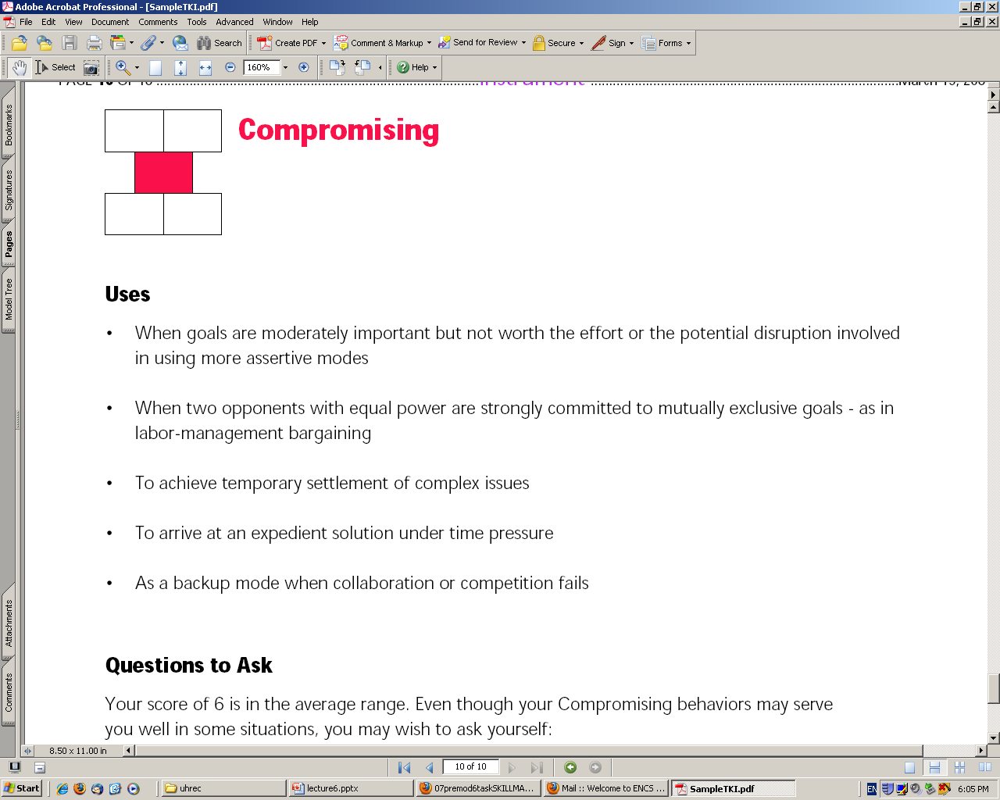 Adobe Acrobat Professional - [SampleTKI.pdf]
File Edit View Document Comments Tools Advanced Window Help
Search Create PDF Comment & Markup Send for Review Secure Sign Forms
Select 160% Help
Instrument
Compromising
Uses
• When goals are moderately important but not worth the effort or the potential disruption involved
in using more assertive modes
• When two opponents with equal power are strongly committed to mutually exclusive goals - as in
labor-management bargaining
• To achieve temporary settlement of complex issues
• To arrive at an expedient solution under time pressure
• As a backup mode when collaboration or competition fails
Questions to Ask
Your score of 6 is in the average range. Even though your Compromising behaviors may serve
you well in some situations, you may wish to ask yourself:
Bookmarks
Signatures
Pages
Model Tree
Attachments
Comments
8.50 x 11.00 in
10 of 10
Start uhrec lecture6.pptx 07premod6taskSKILLMA... Mail :: Welcome to ENCS ... SampleTKI.pdf EN 6:05 PM